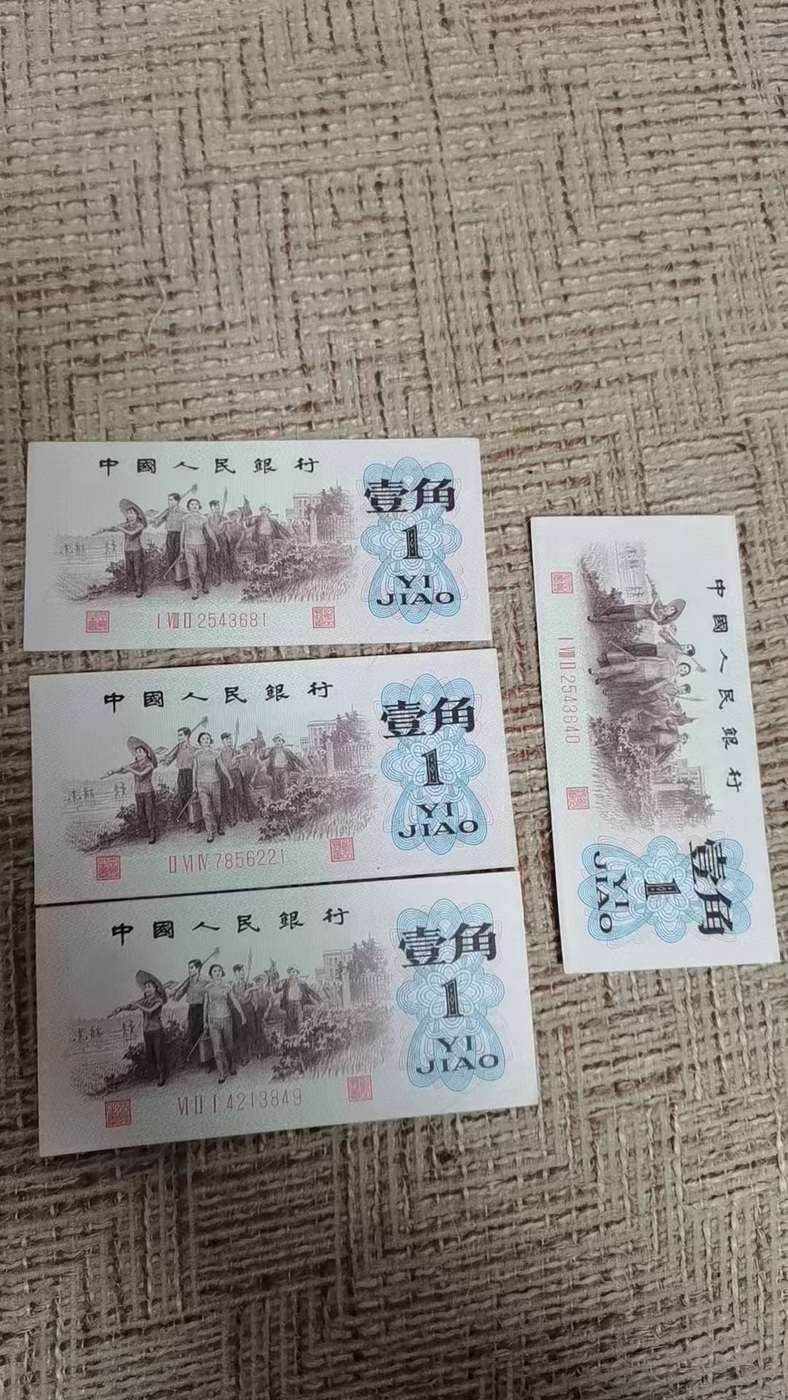 中國人民銀行
壹角
1
YI
JIAO
I VIII II 2543681
中國人民銀行
壹角
1
YI
JIAO
II VI IV 7856221
中國人民銀行
壹角
1
YI
JIAO
VI II I 4213849
中國人民銀行
壹角
1
YI
JIAO
I VIII II 2543640